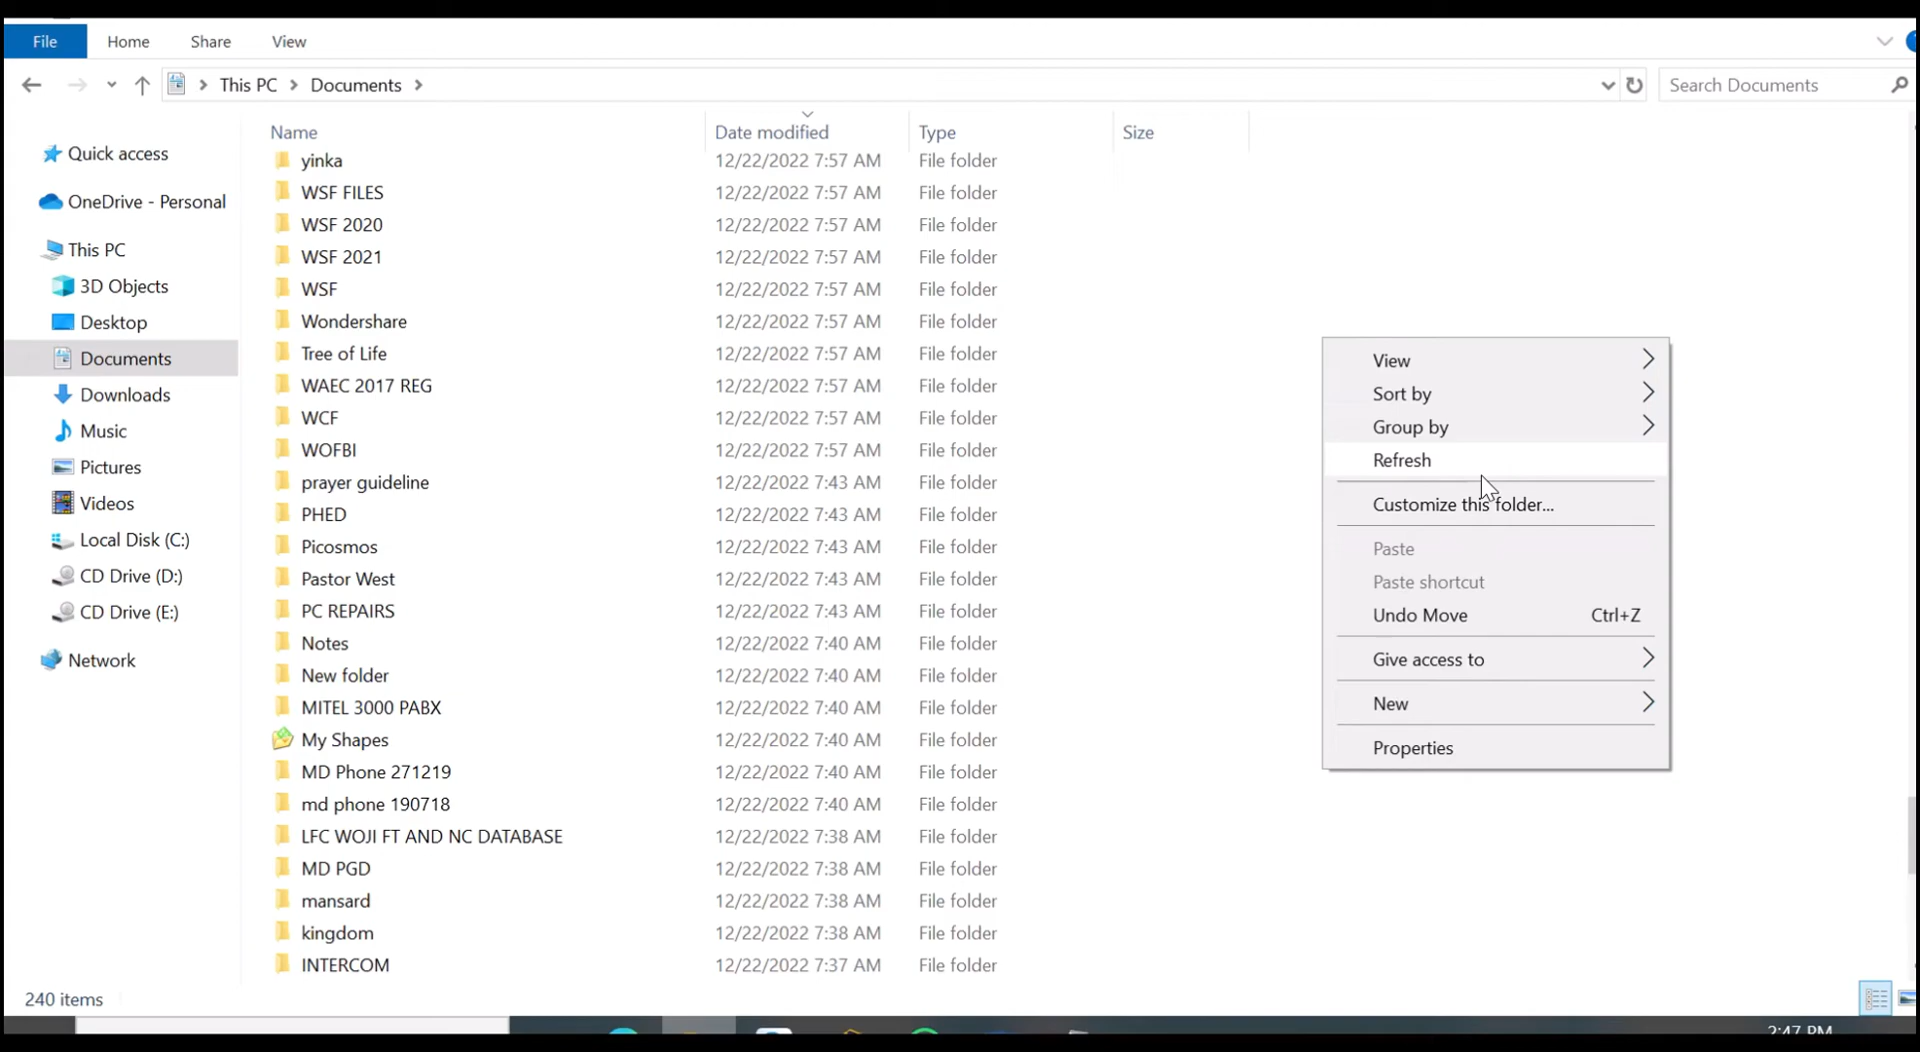 File Home Share View
This PC Documents Search Documents
Name Date modified Type Size
Quick access
OneDrive - Personal
This PC
3D Objects
Desktop
Documents
Downloads
Music
Pictures
Videos
Local Disk (C:)
CD Drive (D:)
CD Drive (E:)
Network
yinka 12/22/2022 7:57 AM File folder
WSF FILES 12/22/2022 7:57 AM File folder
WSF 2020 12/22/2022 7:57 AM File folder
WSF 2021 12/22/2022 7:57 AM File folder
WSF 12/22/2022 7:57 AM File folder
Wondershare 12/22/2022 7:57 AM File folder
Tree of Life 12/22/2022 7:57 AM File folder
WAEC 2017 REG 12/22/2022 7:57 AM File folder
WCF 12/22/2022 7:57 AM File folder
WOFBI 12/22/2022 7:57 AM File folder
prayer guideline 12/22/2022 7:43 AM File folder
PHED 12/22/2022 7:43 AM File folder
Picosmos 12/22/2022 7:43 AM File folder
Pastor West 12/22/2022 7:43 AM File folder
PC REPAIRS 12/22/2022 7:43 AM File folder
Notes 12/22/2022 7:40 AM File folder
New folder 12/22/2022 7:40 AM File folder
MITEL 3000 PABX 12/22/2022 7:40 AM File folder
My Shapes 12/22/2022 7:40 AM File folder
MD Phone 271219 12/22/2022 7:40 AM File folder
md phone 190718 12/22/2022 7:40 AM File folder
LFC WOJI FT AND NC DATABASE 12/22/2022 7:38 AM File folder
MD PGD 12/22/2022 7:38 AM File folder
mansard 12/22/2022 7:38 AM File folder
kingdom 12/22/2022 7:38 AM File folder
INTERCOM 12/22/2022 7:37 AM File folder
View
Sort by
Group by
Refresh
Customize this folder...
Paste
Paste shortcut
Undo Move Ctrl+Z
Give access to
New
Properties
240 items
2:47 PM